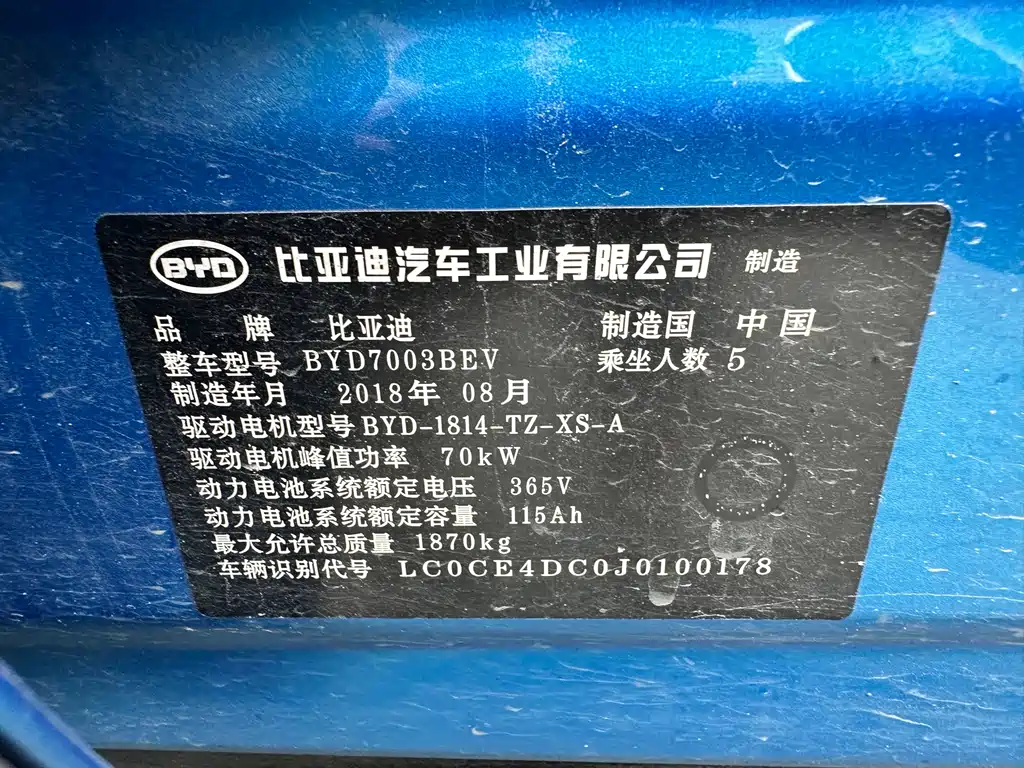 BYD 比亚迪汽车工业有限公司 制造
品 牌 比亚迪 制造国 中国
整车型号 BYD7003BEV 乘坐人数 5
制造年月 2018年 08月
驱动电机型号 BYD-1814-TZ-XS-A
驱动电机峰值功率 70kW
动力电池系统额定电压 365V
动力电池系统额定容量 115Ah
最大允许总质量 1870kg
车辆识别代号 LC0CE4DC0J0100178